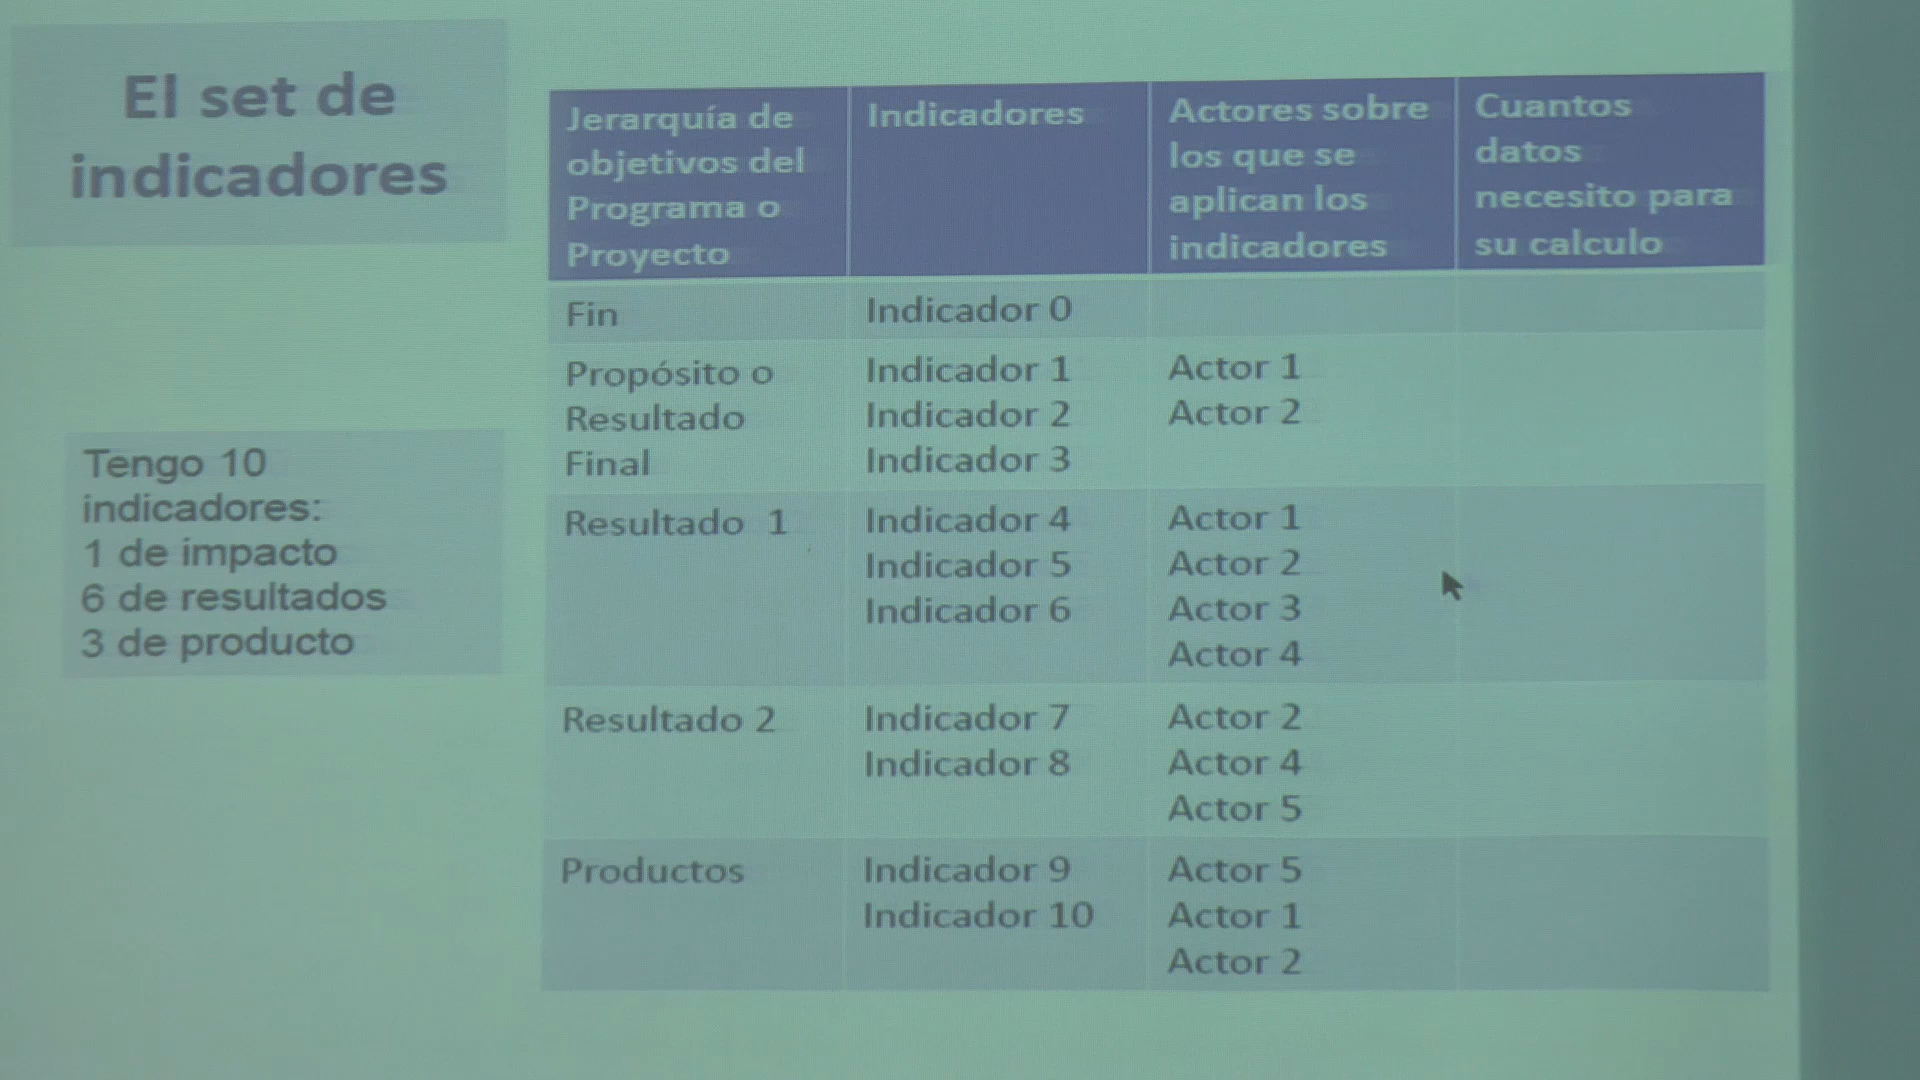 El set de
indicadores
Tengo 10
indicadores:
1 de impacto
6 de resultados
3 de producto
Jerarquía de
objetivos del
Programa o
Proyecto
Indicadores
Actores sobre
los que se
aplican los
indicadores
Cuantos
datos
necesito para
su calculo
Fin
Indicador 0
Propósito o
Resultado
Final
Indicador 1
Indicador 2
Indicador 3
Actor 1
Actor 2
Resultado 1
Indicador 4
Indicador 5
Indicador 6
Actor 1
Actor 2
Actor 3
Actor 4
Resultado 2
Indicador 7
Indicador 8
Actor 2
Actor 4
Actor 5
Productos
Indicador 9
Indicador 10
Actor 5
Actor 1
Actor 2